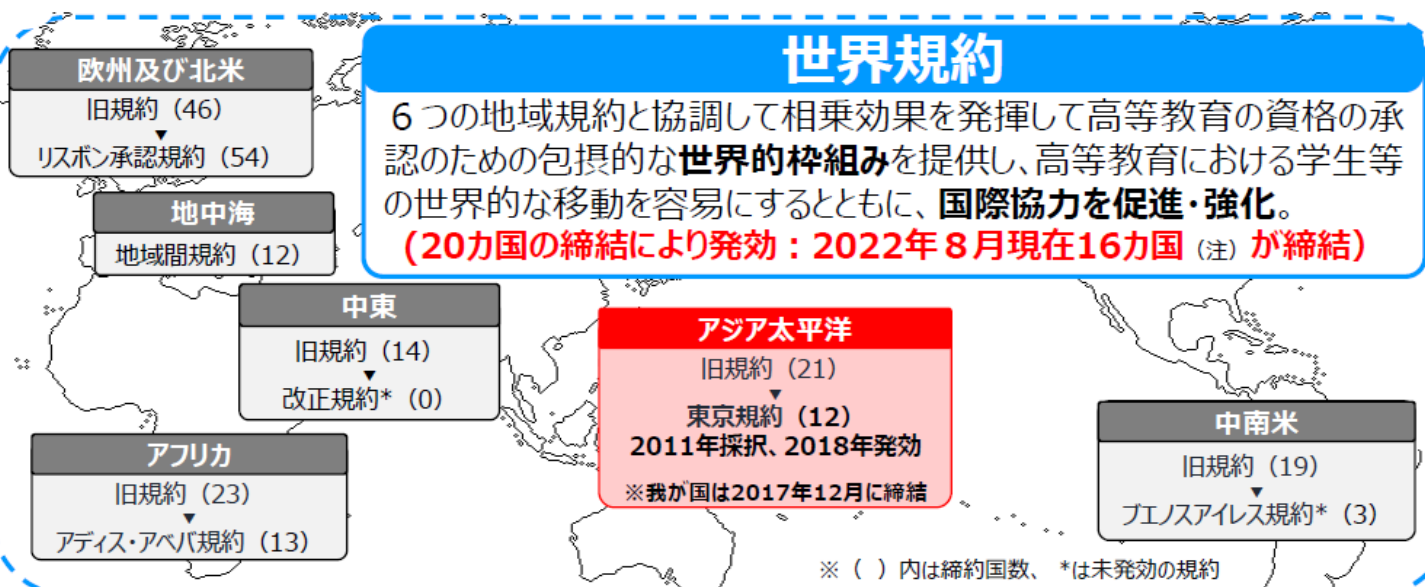 世界規約
６つの地域規約と協調して相乗効果を発揮して高等教育の資格の承
認のための包摂的な世界的枠組みを提供し、高等教育における学生等
の世界的な移動を容易にするとともに、国際協力を促進・強化。
(20カ国の締結により発効：2022年８月現在16カ国（注）が締結)
欧州及び北米
旧規約（46）
▼
リスボン承認規約（54）
地中海
地域間規約（12）
中東
旧規約（14）
▼
改正規約*（0）
アフリカ
旧規約（23）
▼
アディス・アベバ規約（13）
アジア太平洋
旧規約（21）
▼
東京規約（12）
2011年採択、2018年発効
※我が国は2017年12月に締結
中南米
旧規約（19）
▼
ブエノスアイレス規約*（3）
※（ ）内は締約国数、 *は未発効の規約